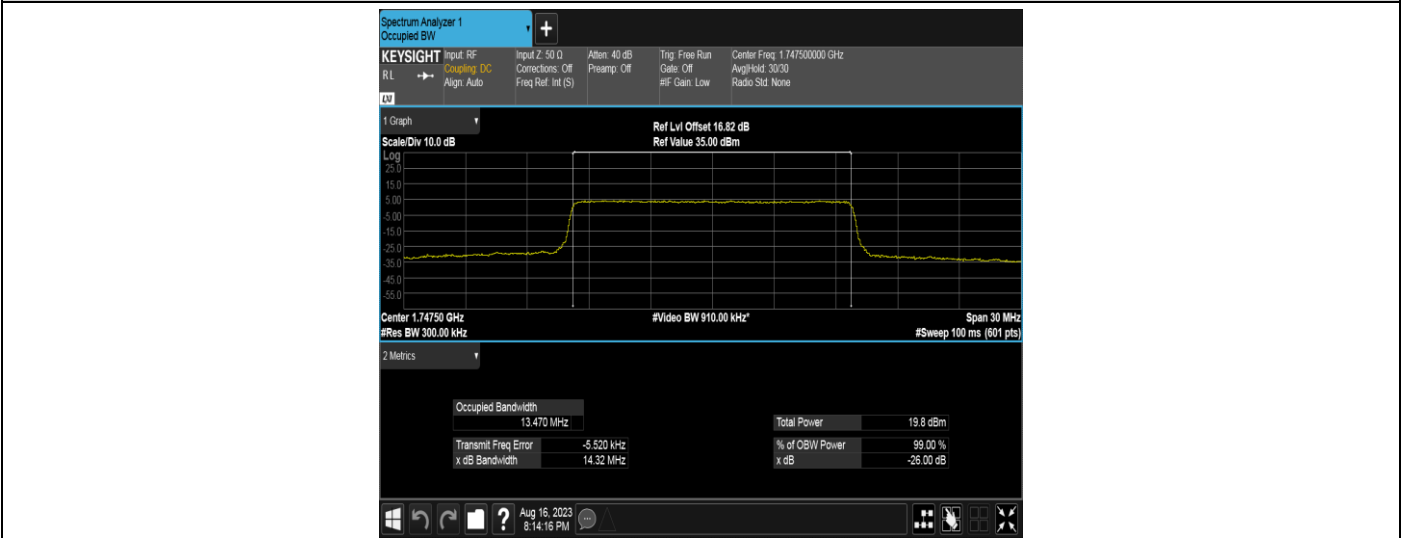 Spectrum Analyzer 1
Occupied BW
+
KEYSIGHT Input: RF Input Z: 50 Ω Atten: 40 dB Trig: Free Run Center Freq: 1.747500000 GHz
RL Coupling: DC Corrections: Off Preamp: Off Gate: Off Avg|Hold: 30/30
Align: Auto Freq Ref: Int (S) #IF Gain: Low Radio Std: None
LXI
1 Graph Ref Lvl Offset 16.82 dB
Scale/Div 10.0 dB Ref Value 35.00 dBm
Log
25.0
15.0
5.00
-5.00
-15.0
-25.0
-35.0
-45.0
-55.0
Center 1.74750 GHz #Video BW 910.00 kHz* Span 30 MHz
#Res BW 300.00 kHz #Sweep 100 ms (601 pts)
2 Metrics
Occupied Bandwidth
13.470 MHz Total Power 19.8 dBm
Transmit Freq Error -5.520 kHz % of OBW Power 99.00 %
x dB Bandwidth 14.32 MHz x dB -26.00 dB
? Aug 16, 2023
8:14:16 PM